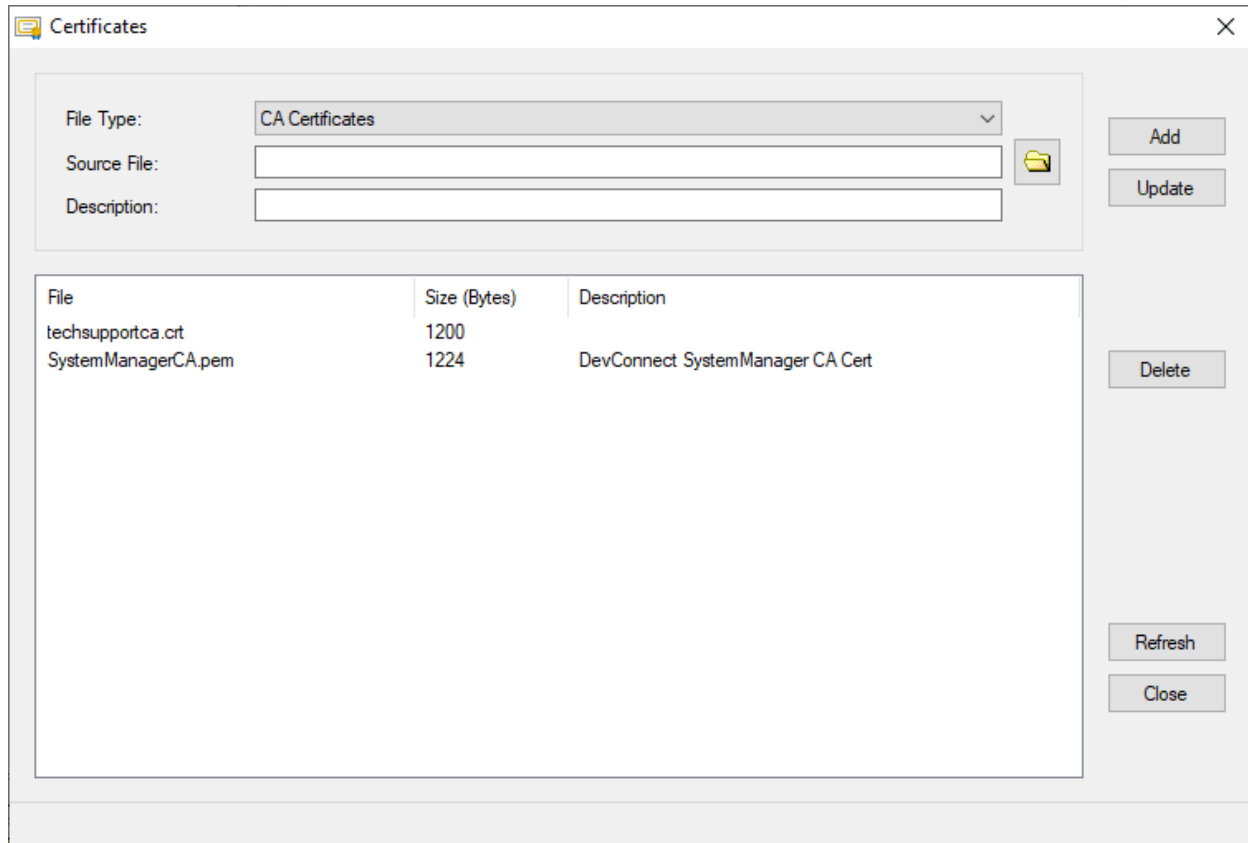 Certificates
File Type: CA Certificates
Add
Source File:
Update
Description:
File Size (Bytes) Description
techsupportca.crt 1200
SystemManagerCA.pem 1224 DevConnect SystemManager CA Cert
Delete
Refresh
Close